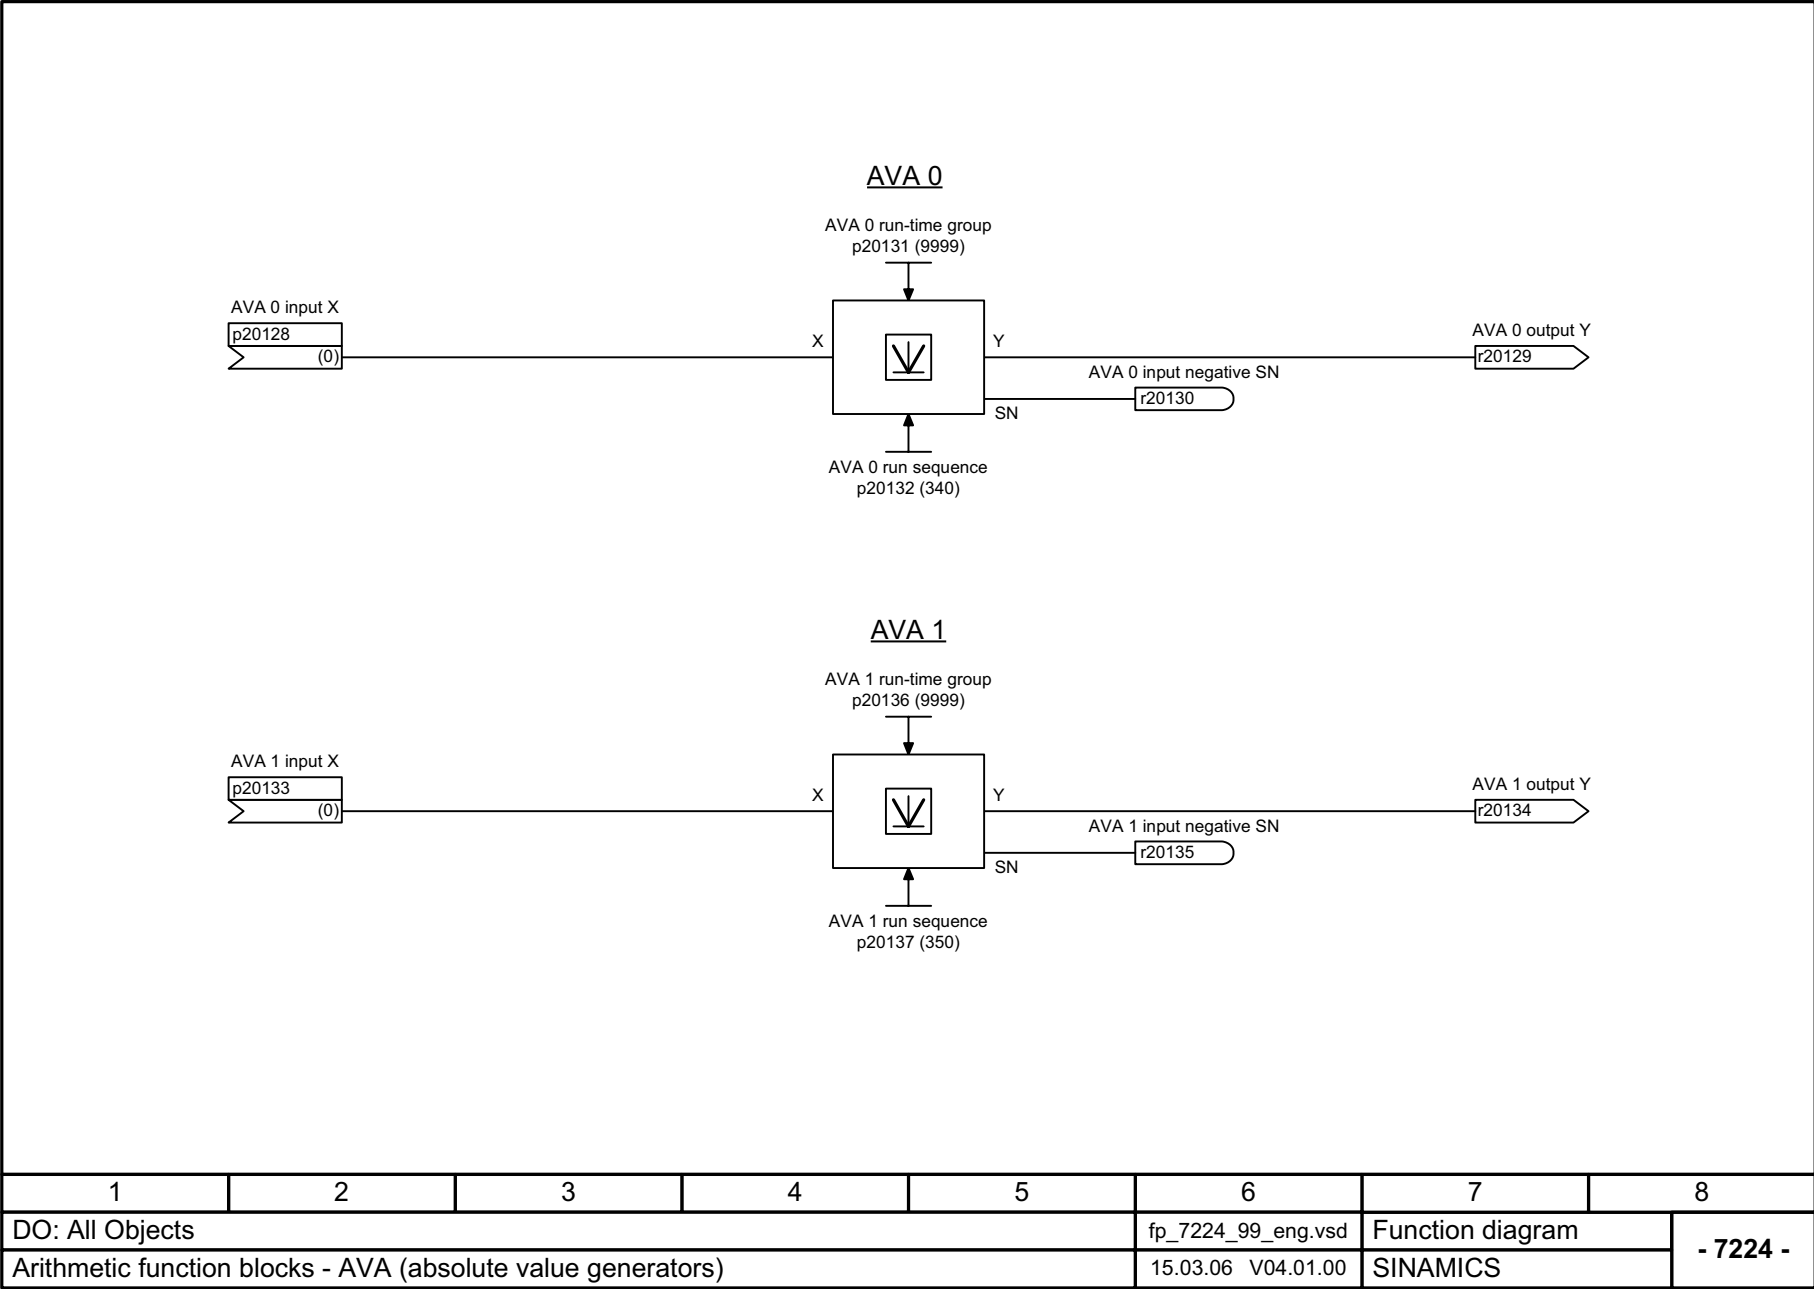 AVA 0
AVA 0 run-time group
p20131 (9999)
AVA 0 input X
p20128
(0)
X
Y
AVA 0 output Y
r20129
AVA 0 input negative SN
r20130
SN
AVA 0 run sequence
p20132 (340)
AVA 1
AVA 1 run-time group
p20136 (9999)
AVA 1 input X
p20133
(0)
X
Y
AVA 1 output Y
r20134
AVA 1 input negative SN
r20135
SN
AVA 1 run sequence
p20137 (350)
1 2 3 4 5 6 7 8
DO: All Objects
fp_7224_99_eng.vsd
Function diagram
- 7224 -
Arithmetic function blocks - AVA (absolute value generators)
15.03.06 V04.01.00
SINAMICS